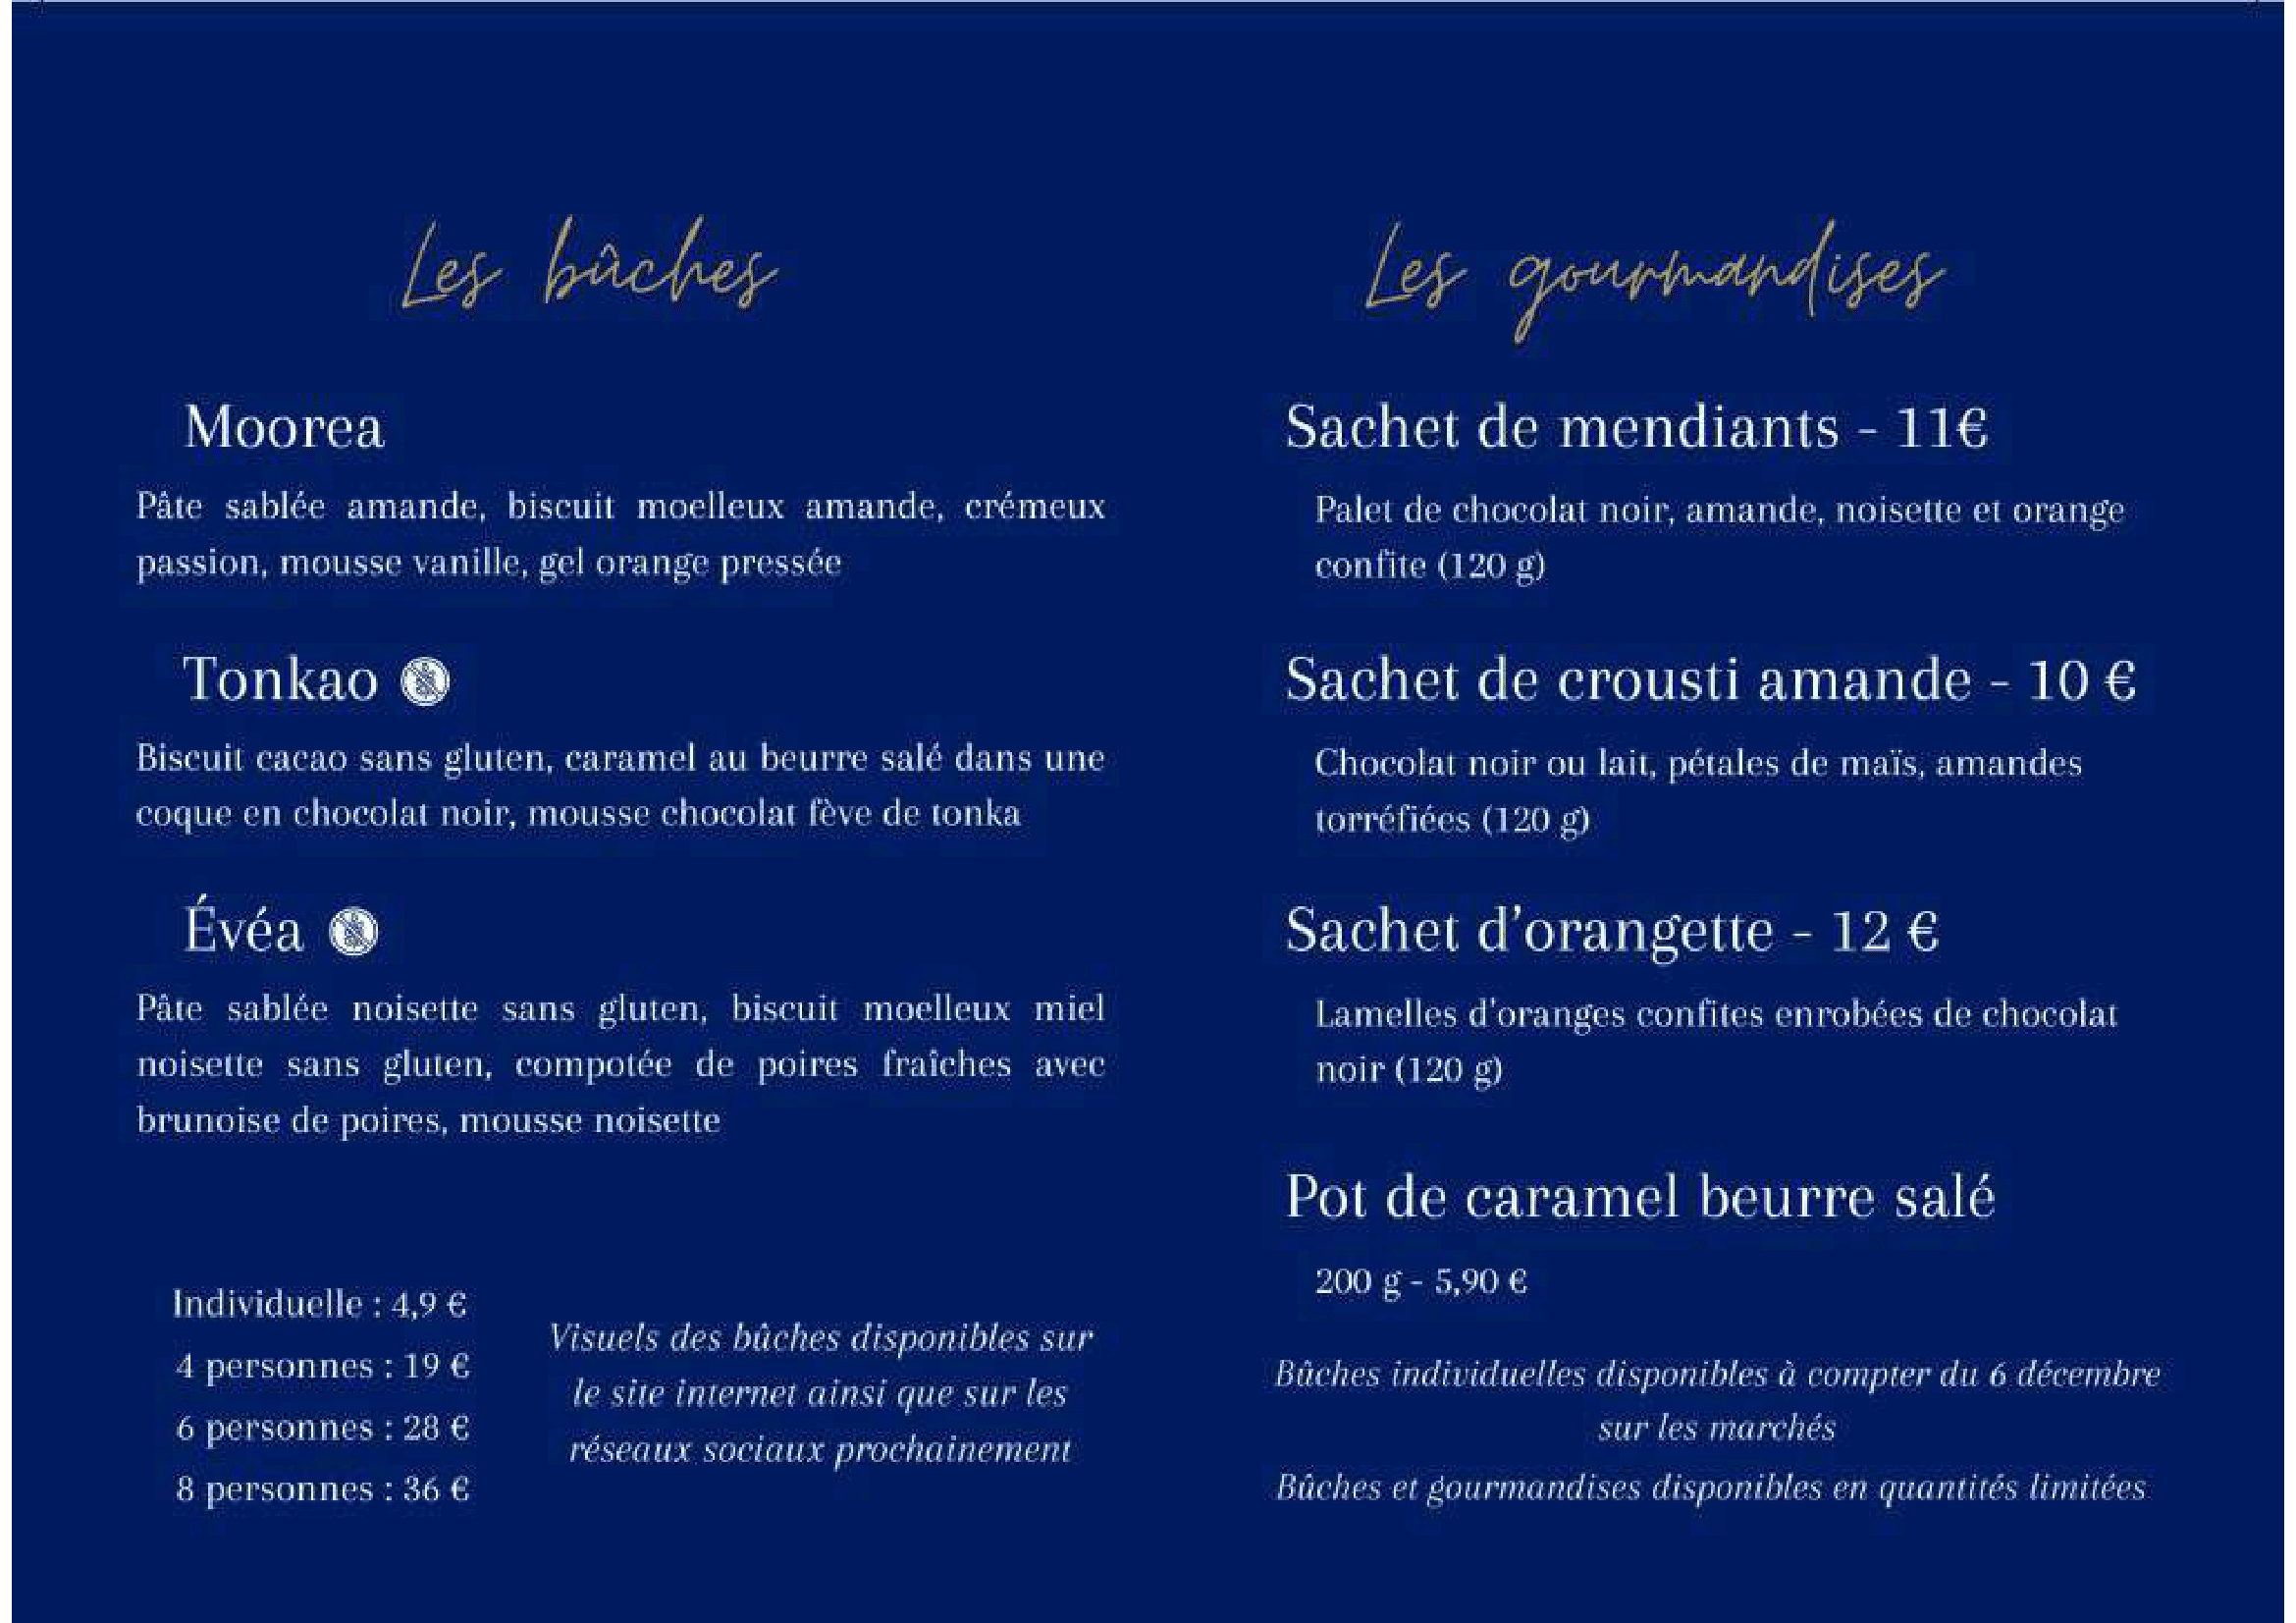 Les bûches
Moorea
Pâte sablée amande, biscuit moelleux amande, crémeux
passion, mousse vanille, gel orange pressée
Tonkao
Biscuit cacao sans gluten, caramel au beurre salé dans une
coque en chocolat noir, mousse chocolat fève de tonka
Évéa
Pâte sablée noisette sans gluten, biscuit moelleux miel
noisette sans gluten, compotée de poires fraîches avec
brunoise de poires, mousse noisette
Individuelle : 4,9 €
4 personnes : 19 €
6 personnes : 28 €
8 personnes : 36 €
Visuels des bûches disponibles sur
le site internet ainsi que sur les
réseaux sociaux prochainement
Les gourmandises
Sachet de mendiants - 11€
Palet de chocolat noir, amande, noisette et orange
confite (120 g)
Sachet de crousti amande - 10 €
Chocolat noir ou lait, pétales de maïs, amandes
torréfiées (120 g)
Sachet d'orangette - 12 €
Lamelles d'oranges confites enrobées de chocolat
noir (120 g)
Pot de caramel beurre salé
200 g - 5,90 €
Bûches individuelles disponibles à compter du 6 décembre
sur les marchés
Bûches et gourmandises disponibles en quantités limitées